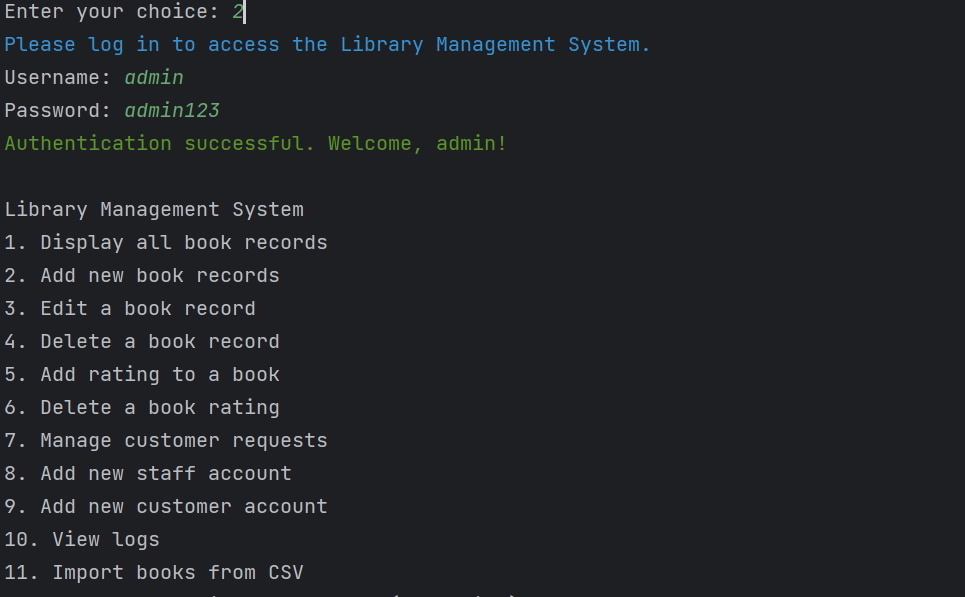 Enter your choice: 2
Please log in to access the Library Management System.
Username: admin
Password: admin123
Authentication successful. Welcome, admin!
Library Management System
1. Display all book records
2. Add new book records
3. Edit a book record
4. Delete a book record
5. Add rating to a book
6. Delete a book rating
7. Manage customer requests
8. Add new staff account
9. Add new customer account
10. View logs
11. Import books from CSV